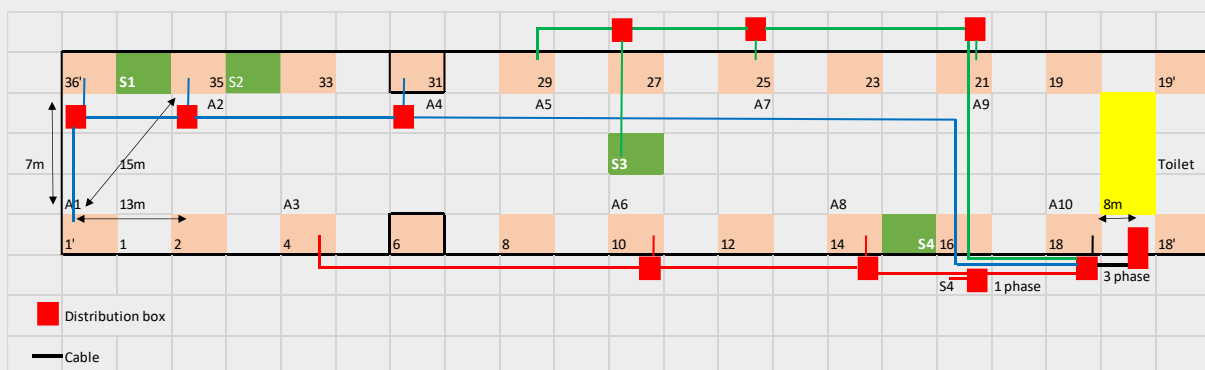 36' S1 35 S2 33 31 29 27 25 23 21 19 19'
A2 A4 A5 A7 A9
7m 15m S3 Toilet
A1 13m A3 A6 A8 A10 8m
1' 1 2 4 6 8 10 12 14 S4 16 18 18'
S4 1 phase 3 phase
Distribution box
Cable